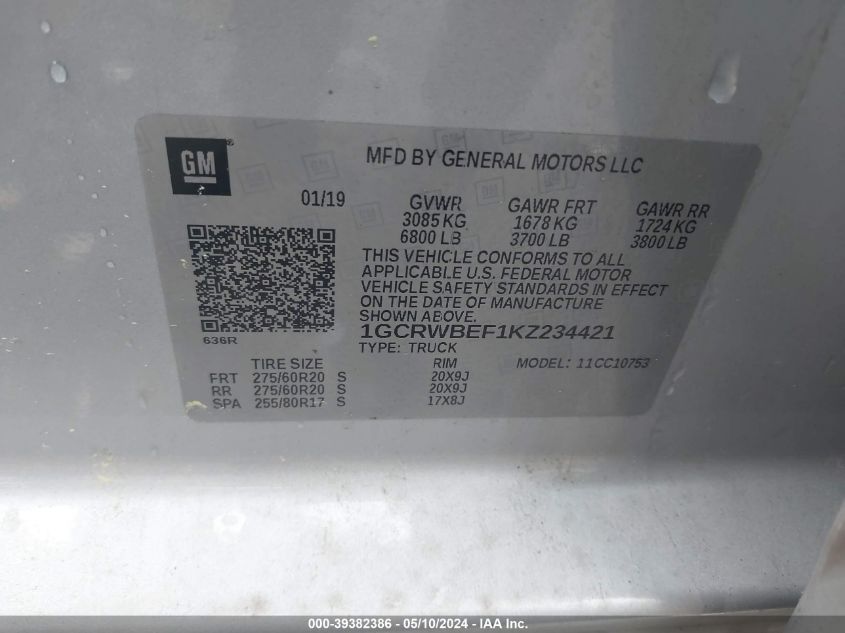 GM
MFD BY GENERAL MOTORS LLC
01/19
GVWR GAWR FRT GAWR RR
3085 KG 1678 KG 1724 KG
6800 LB 3700 LB 3800 LB
THIS VEHICLE CONFORMS TO ALL
APPLICABLE U.S. FEDERAL MOTOR
VEHICLE SAFETY STANDARDS IN EFFECT
ON THE DATE OF MANUFACTURE
SHOWN ABOVE.
636R
1GCRWBEF1KZ234421
TYPE: TRUCK MODEL: 11CC10753
TIRE SIZE RIM
FRT 275/60R20 S 20X9J
RR 275/60R20 S 20X9J
SPA 255/80R17 S 17X8J
000-39382386 - 05/10/2024 - IAA Inc.